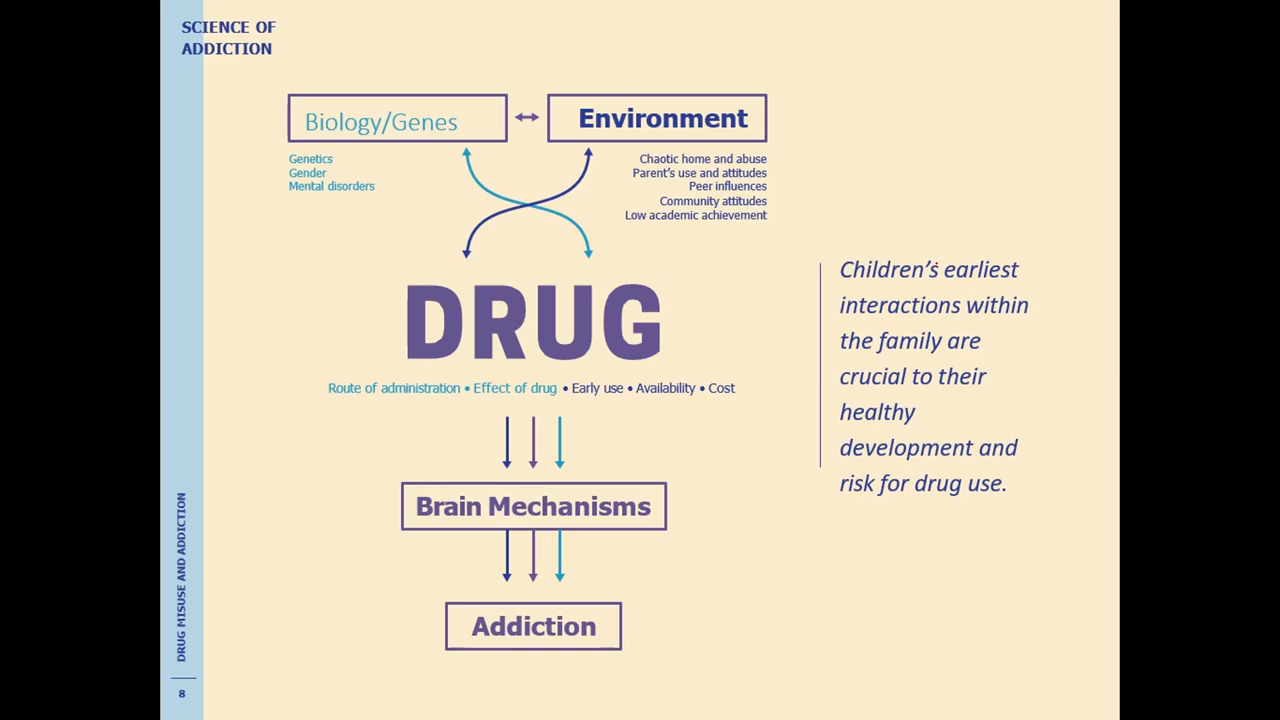 SCIENCE OF
ADDICTION
Biology/Genes
Environment
Genetics
Gender
Mental disorders
Chaotic home and abuse
Parent's use and attitudes
Peer influences
Community attitudes
Low academic achievement
DRUG
Route of administration • Effect of drug • Early use • Availability • Cost
Brain Mechanisms
Addiction
Children's earliest
interactions within
the family are
crucial to their
healthy
development and
risk for drug use.
DRUG MISUSE AND ADDICTION
8